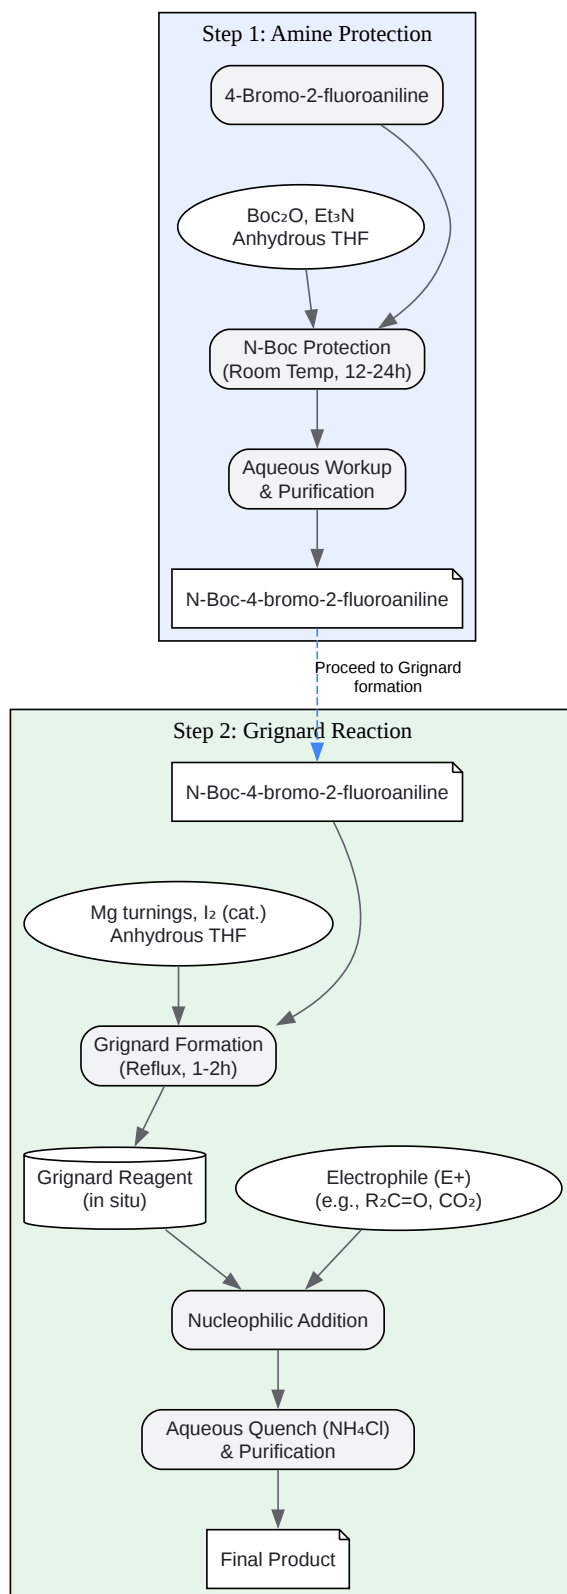 Step 1: Amine Protection
4-Bromo-2-fluoroaniline
Boc₂O, Et₃N
Anhydrous THF
N-Boc Protection
(Room Temp, 12-24h)
Aqueous Workup
& Purification
N-Boc-4-bromo-2-fluoroaniline
Proceed to Grignard
formation
Step 2: Grignard Reaction
N-Boc-4-bromo-2-fluoroaniline
Mg turnings, I₂ (cat.)
Anhydrous THF
Grignard Formation
(Reflux, 1-2h)
Grignard Reagent
(in situ)
Electrophile (E+)
(e.g., R₂C=O, CO₂)
Nucleophilic Addition
Aqueous Quench (NH₄Cl)
& Purification
Final Product